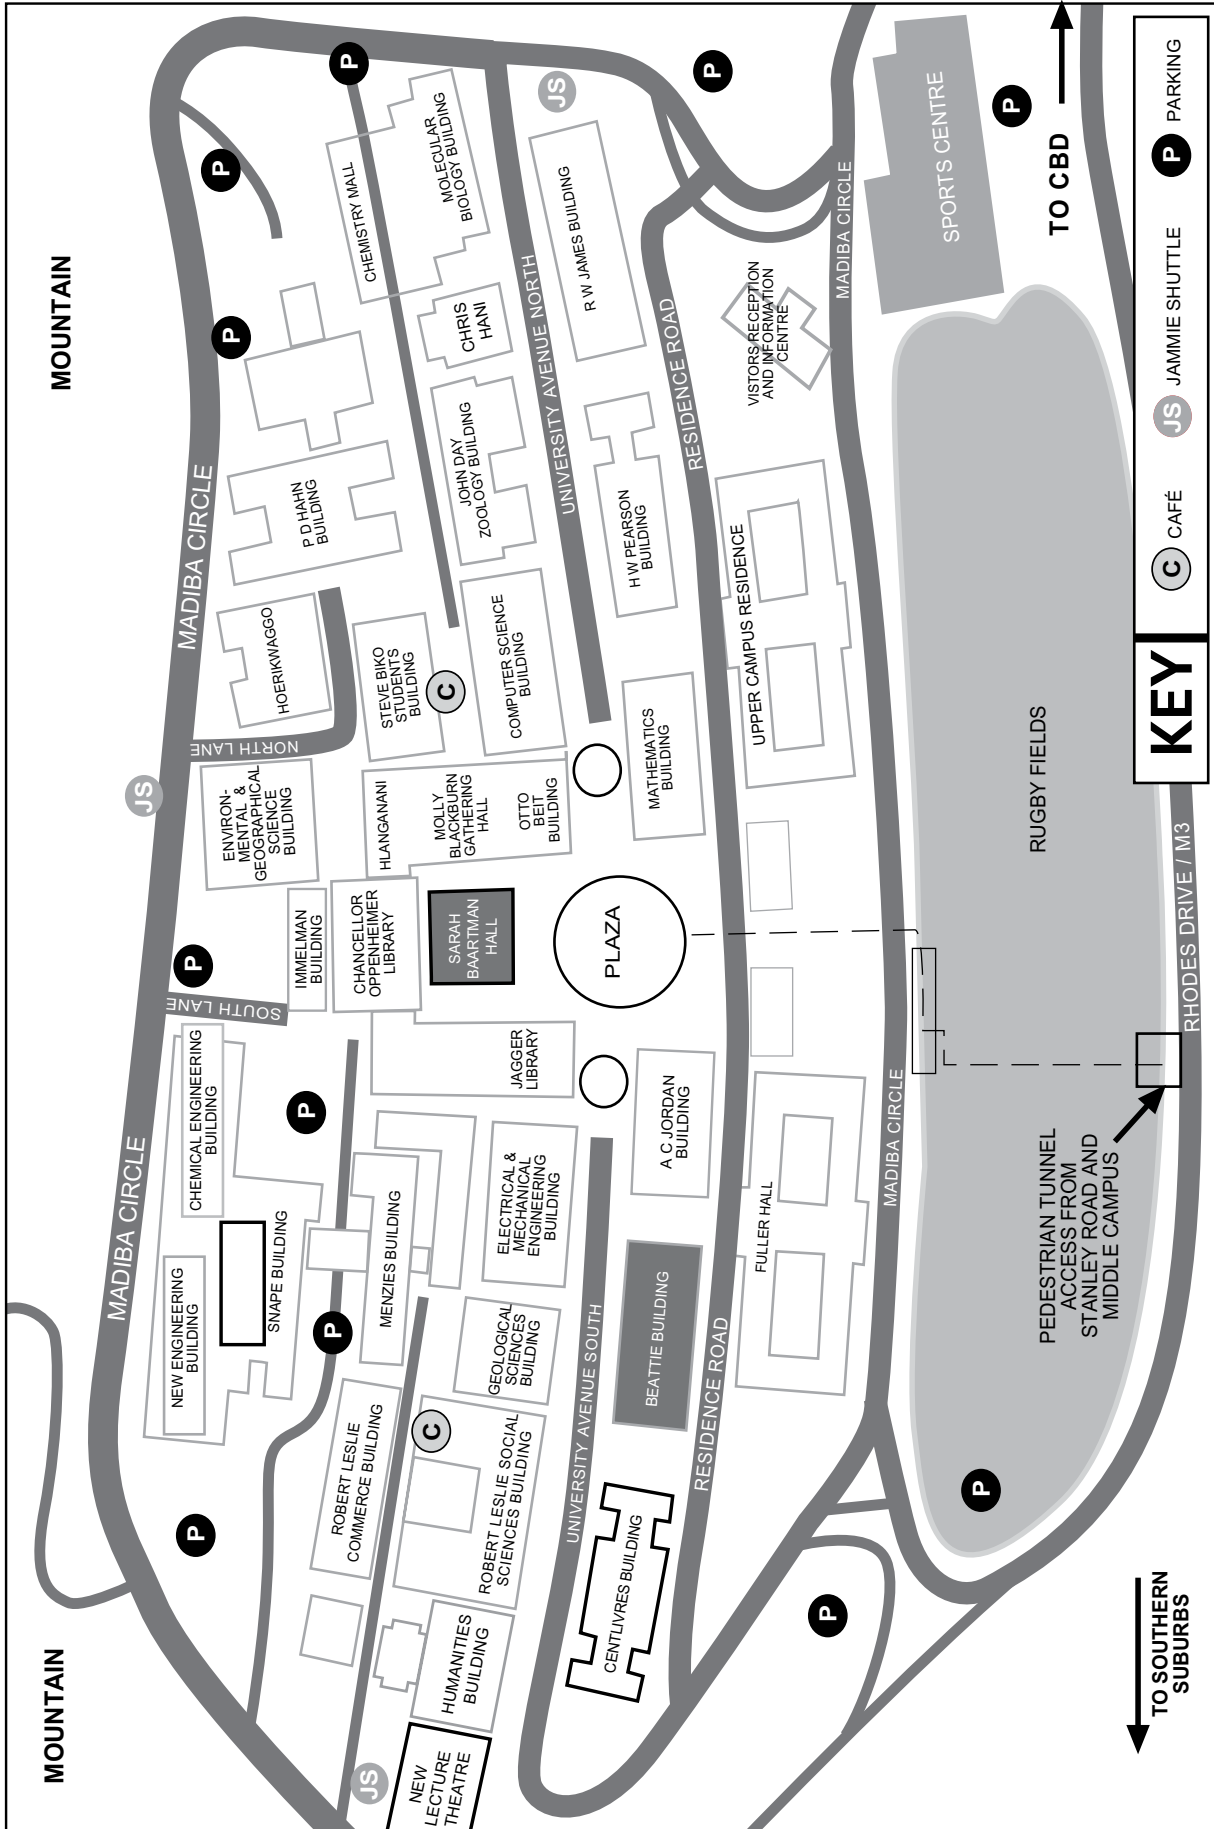 MOUNTAIN
MOUNTAIN
MADIBA CIRCLE
MADIBA CIRCLE
JS
P
P
P
P
P
NEW ENGINEERING
BUILDING
CHEMICAL ENGINEERING
BUILDING
SNAPE BUILDING
SOUTH LANE
NORTH LANE
ENVIRON-
MENTAL &
GEOGRAPHICAL
SCIENCE
BUILDING
HOERIKWAGGO
P D HAHN
BUILDING
CHEMISTRY MALL
P
P
P
IMMELMAN
BUILDING
ROBERT LESLIE
COMMERCE BUILDING
MENZIES BUILDING
CHANCELLOR
OPPENHEIMER
LIBRARY
HLANGANANI
MOLLY
BLACKBURN
GATHERING
HALL
OTTO
BEIT
BUILDING
STEVE BIKO
STUDENTS
BUILDING
C
JOHN DAY
ZOOLOGY BUILDING
CHRIS
HANI
MOLECULAR
BIOLOGY BUILDING
JS
NEW
LECTURE
THEATRE
HUMANITIES
BUILDING
C
ROBERT LESLIE SOCIAL
SCIENCES BUILDING
GEOLOGICAL
SCIENCES
BUILDING
ELECTRICAL &
MECHANICAL
ENGINEERING
BUILDING
JAGGER
LIBRARY
SARAH
BAARTMAN
HALL
COMPUTER SCIENCE
BUILDING
UNIVERSITY AVENUE NORTH
JS
R W JAMES BUILDING
UNIVERSITY AVENUE SOUTH
CENTLIVRES BUILDING
BEATTIE BUILDING
A C JORDAN
BUILDING
PLAZA
MATHEMATICS
BUILDING
H W PEARSON
BUILDING
RESIDENCE ROAD
RESIDENCE ROAD
P
FULLER HALL
UPPER CAMPUS RESIDENCE
VISTORS RECEPTION
AND INFORMATION
CENTRE
P
MADIBA CIRCLE
MADIBA CIRCLE
SPORTS CENTRE
P
P
RUGBY FIELDS
TO CBD
PEDESTRIAN TUNNEL
ACCESS FROM
STANLEY ROAD AND
MIDDLE CAMPUS
TO SOUTHERN
SUBURBS
RHODES DRIVE / M3
KEY
C CAFÉ
JS JAMMIE SHUTTLE
P PARKING